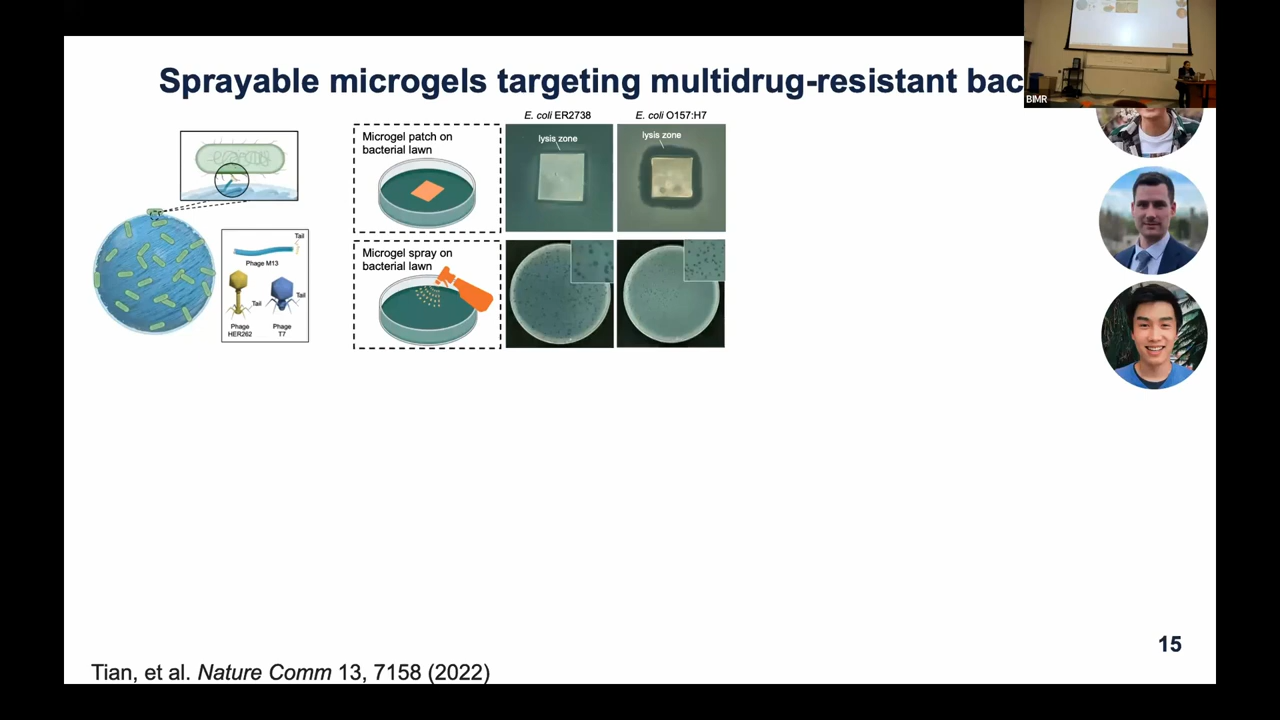 Sprayable microgels targeting multidrug-resistant bac
BIMR
E. coli ER2738
E. coli O157:H7
Microgel patch on
bacterial lawn
lysis zone
lysis zone
Tail
Phage M13
Tail
Tail
Phage
HER262
Phage
T7
Microgel spray on
bacterial lawn
15
Tian, et al. Nature Comm 13, 7158 (2022)